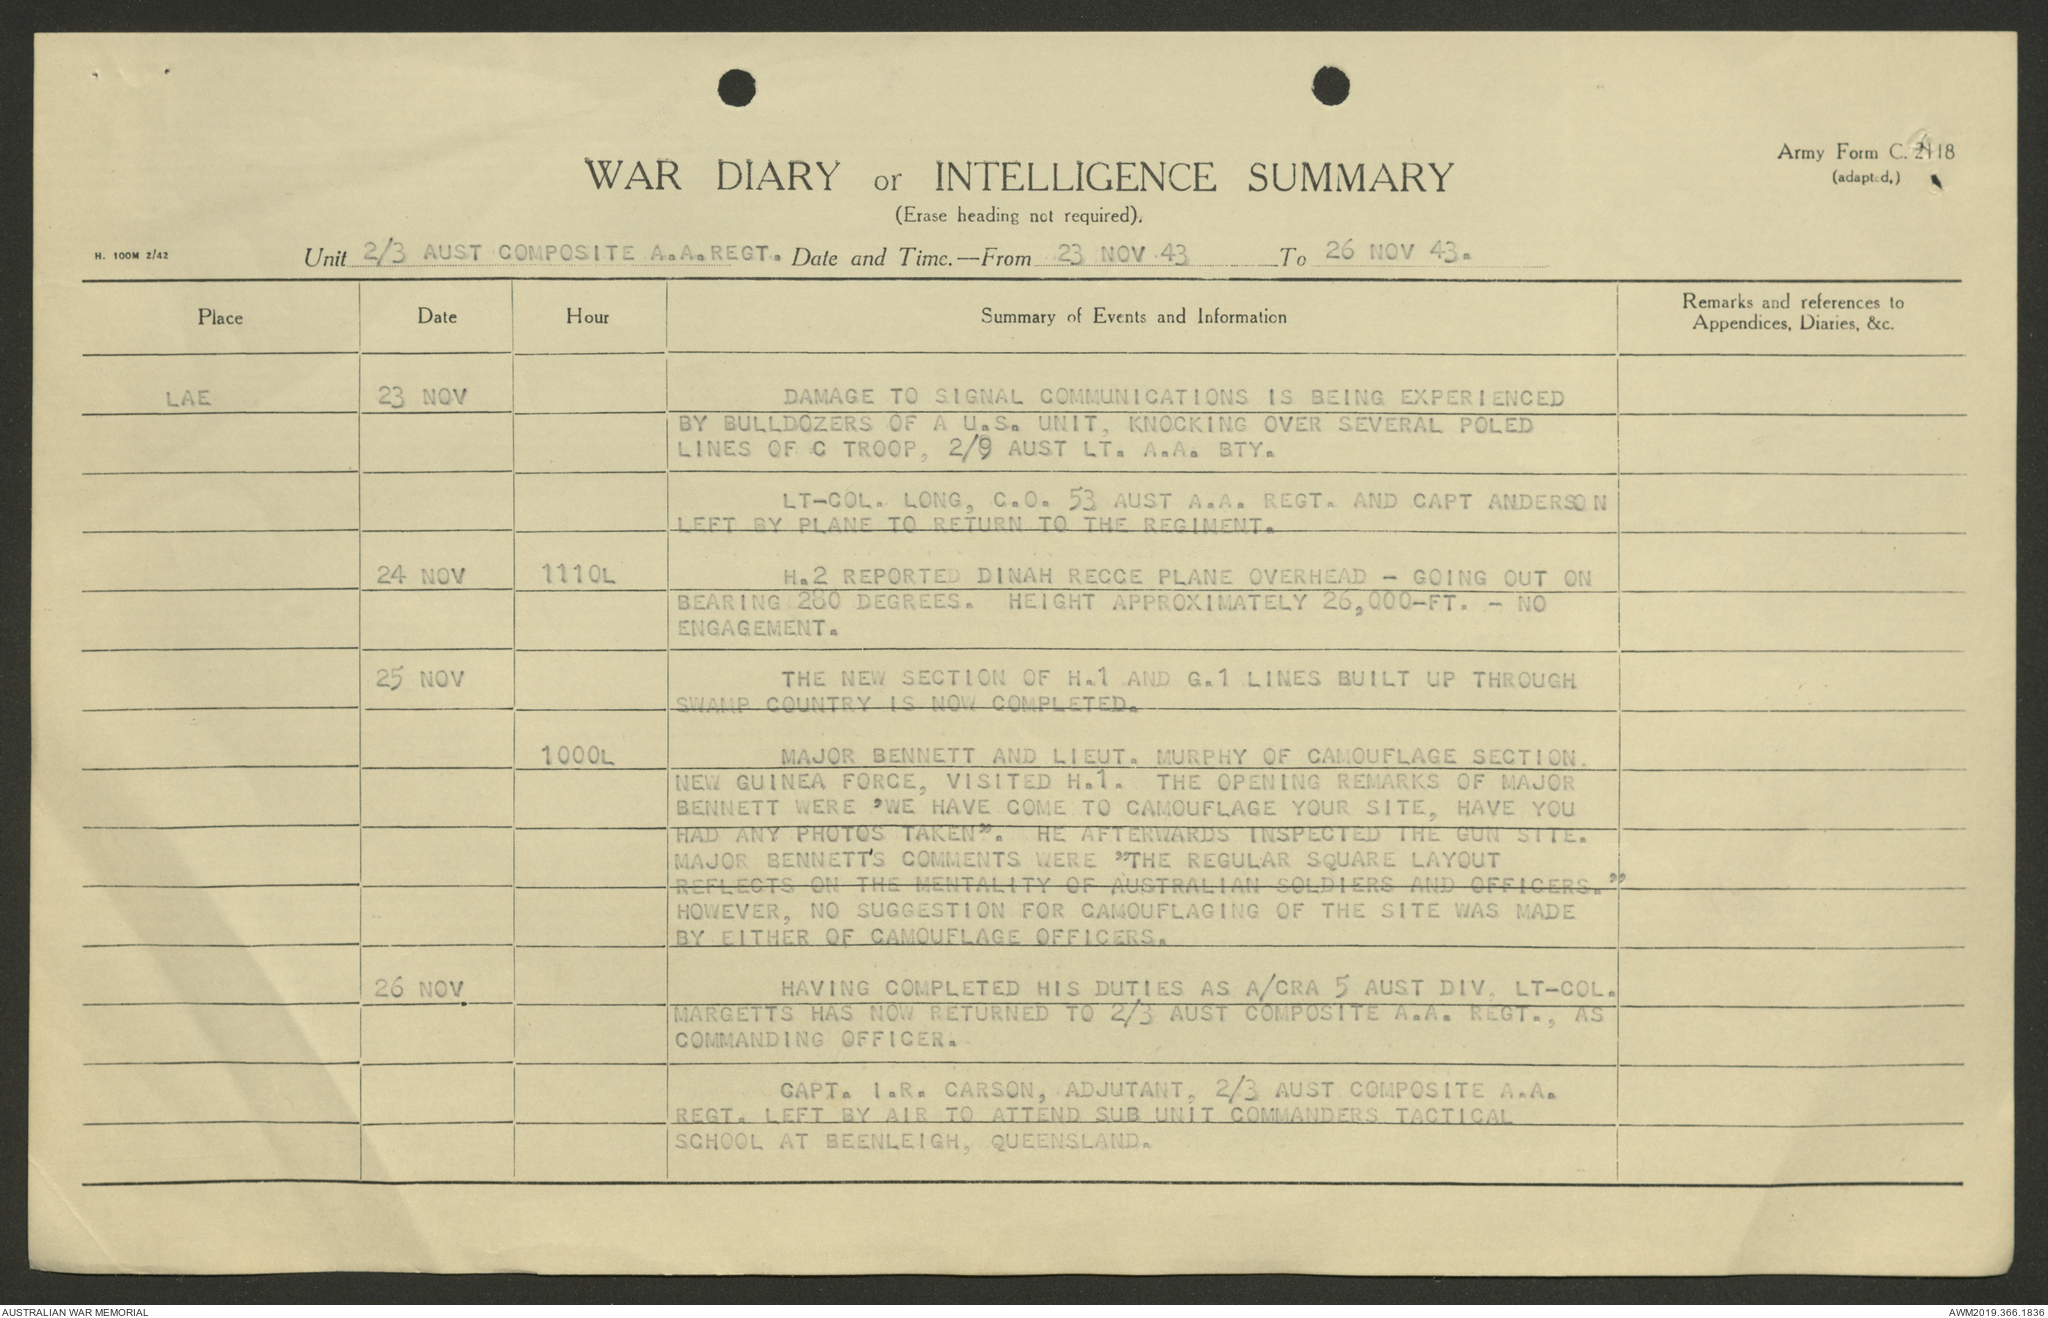 Army Form C. 2118
(adapted.)
WAR DIARY or INTELLIGENCE SUMMARY
(Erase heading not required).
H. 100M 2/42
Unit 2/3 AUST COMPOSITE A.A.REGT. Date and Time.—From 23 NOV 43 To 26 NOV 43.
Place Date Hour Summary of Events and Information Remarks and references to
Appendices, Diaries, &c.
LAE 23 NOV DAMAGE TO SIGNAL COMMUNICATIONS IS BEING EXPERIENCED
BY BULLDOZERS OF A U.S. UNIT, KNOCKING OVER SEVERAL POLED
LINES OF C TROOP, 2/9 AUST LT. A.A. BTY.
LT-COL. LONG, C.O. 53 AUST A.A. REGT. AND CAPT ANDERSON
LEFT BY PLANE TO RETURN TO THE REGIMENT.
24 NOV 1110L H.2 REPORTED DINAH RECCE PLANE OVERHEAD - GOING OUT ON
BEARING 280 DEGREES. HEIGHT APPROXIMATELY 26,000-FT. - NO
ENGAGEMENT.
25 NOV THE NEW SECTION OF H.1 AND G.1 LINES BUILT UP THROUGH
SWAMP COUNTRY IS NOW COMPLETED.
1000L MAJOR BENNETT AND LIEUT. MURPHY OF CAMOUFLAGE SECTION.
NEW GUINEA FORCE, VISITED H.1. THE OPENING REMARKS OF MAJOR
BENNETT WERE "WE HAVE COME TO CAMOUFLAGE YOUR SITE, HAVE YOU
HAD ANY PHOTOS TAKEN". HE AFTERWARDS INSPECTED THE GUN SITE.
MAJOR BENNETT'S COMMENTS WERE "THE REGULAR SQUARE LAYOUT
REFLECTS ON THE MENTALITY OF AUSTRALIAN SOLDIERS AND OFFICERS."
HOWEVER, NO SUGGESTION FOR CAMOUFLAGING OF THE SITE WAS MADE
BY EITHER OF CAMOUFLAGE OFFICERS.
26 NOV. HAVING COMPLETED HIS DUTIES AS A/CRA 5 AUST DIV, LT-COL.
MARGETTS HAS NOW RETURNED TO 2/3 AUST COMPOSITE A.A. REGT., AS
COMMANDING OFFICER.
CAPT. I.R. CARSON, ADJUTANT, 2/3 AUST COMPOSITE A.A.
REGT. LEFT BY AIR TO ATTEND SUB UNIT COMMANDERS TACTICAL
SCHOOL AT BEENLEIGH, QUEENSLAND.
AUSTRALIAN WAR MEMORIAL AWM2019.366.1836